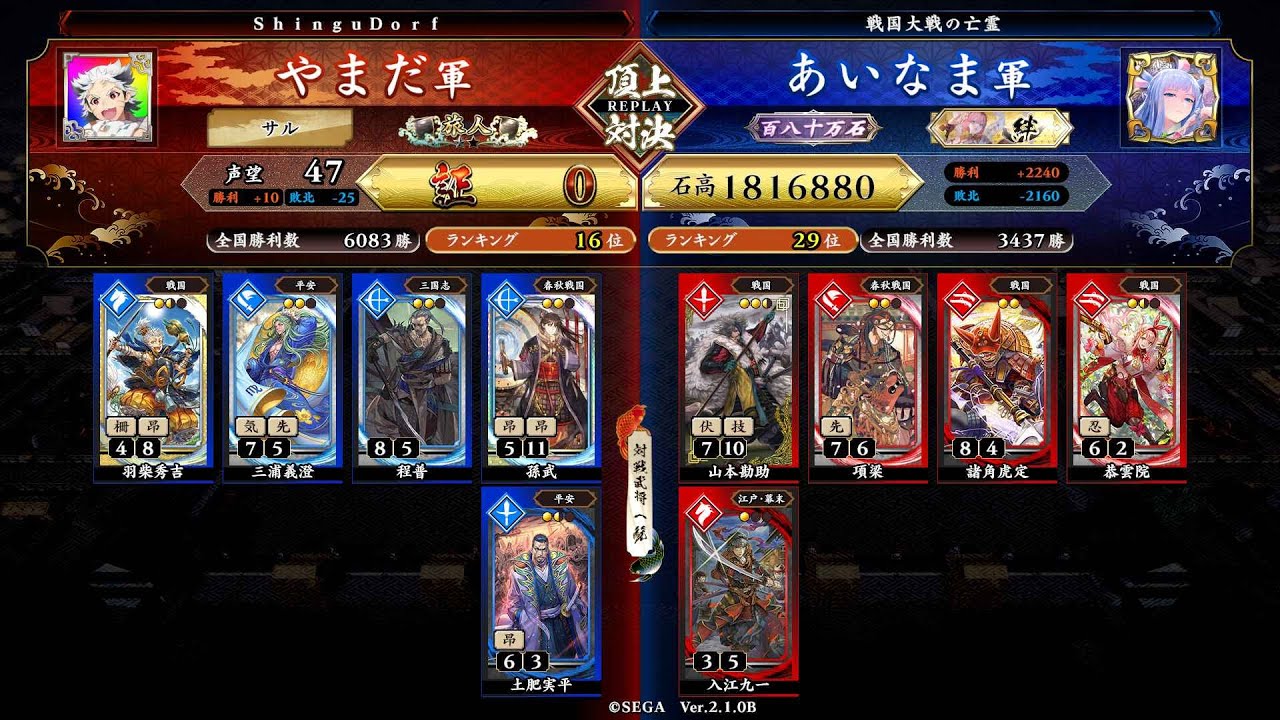 ShinguDorf
戦国大戦の亡霊
やまだ軍
頂上
REPLAY
対決
あいなま軍
サル
旅人
百八十万石
絆
声望 47
勝利 +10 敗北 -25
証 0
石高 1816880
勝利 +2240
敗北 -2160
全国勝利数 6083勝
ランキング 16位
ランキング 29位
全国勝利数 3437勝
戦国
平安
三国志
春秋戦国
戦国
春秋戦国
戦国
戦国
柵 昂
気 先
昂 昂
伏 技
先
忍
4 8
7 5
8 5
5 11
7 10
7 6
8 4
6 2
羽柴秀吉
三浦義澄
程普
孫武
山本勘助
項梁
諸角虎定
恭雲院
対戦武将一覧
平安
江戸・幕末
昂
6 3
3 5
土肥実平
入江九一
©SEGA Ver.2.1.0B